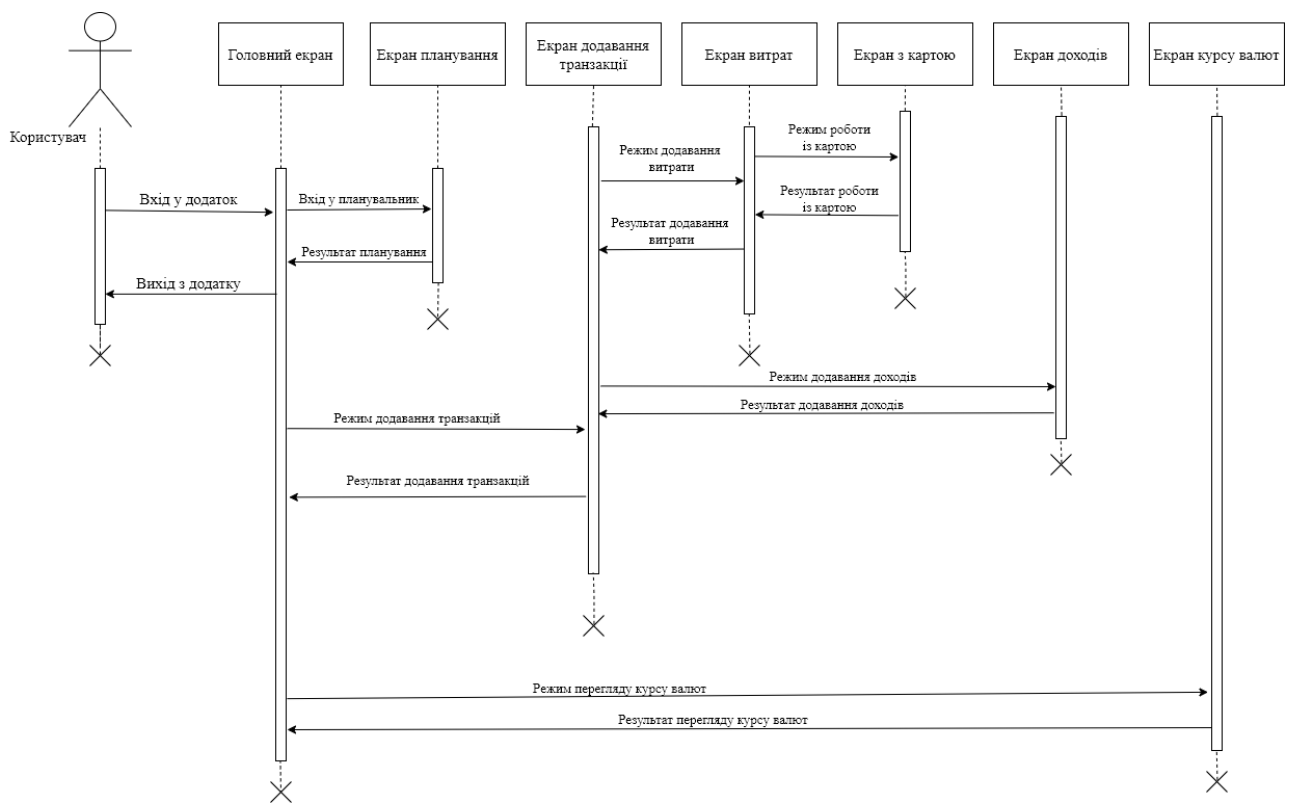 Користувач
Головний екран
Екран планування
Екран додавання
транзакції
Екран витрат
Екран з картою
Екран доходів
Екран курсу валют
Режим роботи
із картою
Режим додавання
витрати
Результат роботи
із картою
Вхід у додаток
Вхід у планувальник
Результат додавання
витрати
Результат планування
Вихід з додатку
Режим додавання доходів
Результат додавання доходів
Режим додавання транзакцій
Результат додавання транзакцій
Режим перегляду курсу валют
Результат перегляду курсу валют